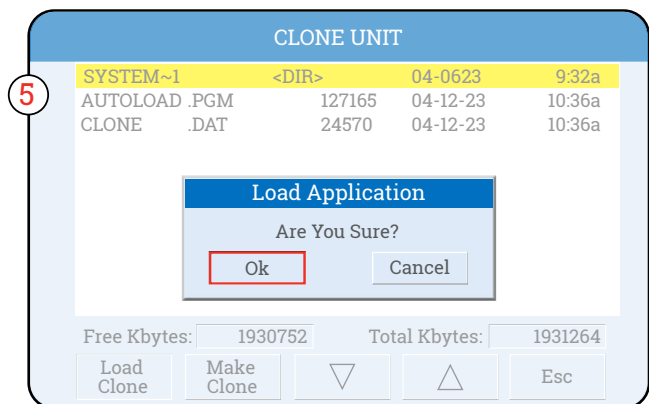 CLONE UNIT
5
SYSTEM~1 <DIR> 04-0623 9:32a
AUTOLOAD .PGM 127165 04-12-23 10:36a
CLONE .DAT 24570 04-12-23 10:36a
Load Application
Are You Sure?
Ok Cancel
Free Kbytes: 1930752 Total Kbytes: 1931264
Load Clone Make Clone Esc